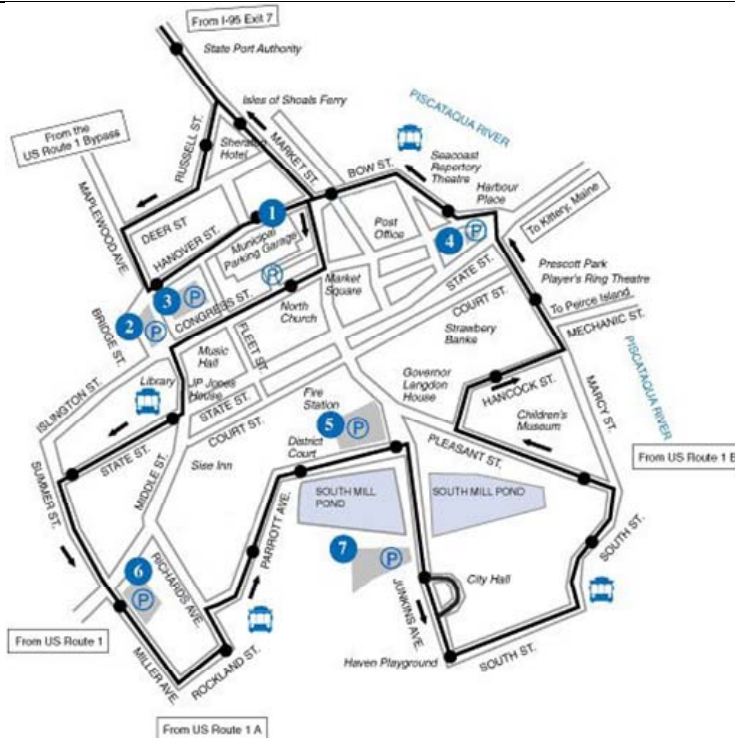 From I-95 Exit 7
State Port Authority
Isles of Shoals Ferry
PISCATAQUA RIVER
From the
US Route 1 Bypass
RUSSELL ST.
Sheraton
Hotel
MARKET ST.
BOW ST.
Seacoast
Repertory
Theatre
Harbour
Place
To Kittery, Maine
MAPLEWOOD AVE.
DEER ST
HANOVER ST.
1
Municipal
Parking Garage
Post
Office
4
P
STATE ST.
Prescott Park
Player's Ring Theatre
To Peirce Island
MECHANIC ST.
3
P
2
P
P
BRIDGE ST.
CONGRESS ST.
North
Church
Market
Square
COURT ST.
Strawbery
Banke
Music
Hall
FLEET ST.
ISLINGTON ST.
Library
JP Jones
House
STATE ST.
COURT ST.
Fire
Station
Governor
Langdon
House
HANCOCK ST.
Children's
Museum
MARCY ST.
PISCATAQUA RIVER
5
P
District
Court
PLEASANT ST.
From US Route 1 B
SUMMER ST.
STATE ST.
MIDDLE ST.
Sise Inn
SOUTH MILL
POND
SOUTH MILL POND
PARROTT AVE.
SOUTH ST.
7
P
6
P
RICHARDS AVE.
City Hall
JUNKINS AVE.
From US Route 1
MILLER AVE.
ROCKLAND ST.
Haven Playground
SOUTH ST.
From US Route 1 A